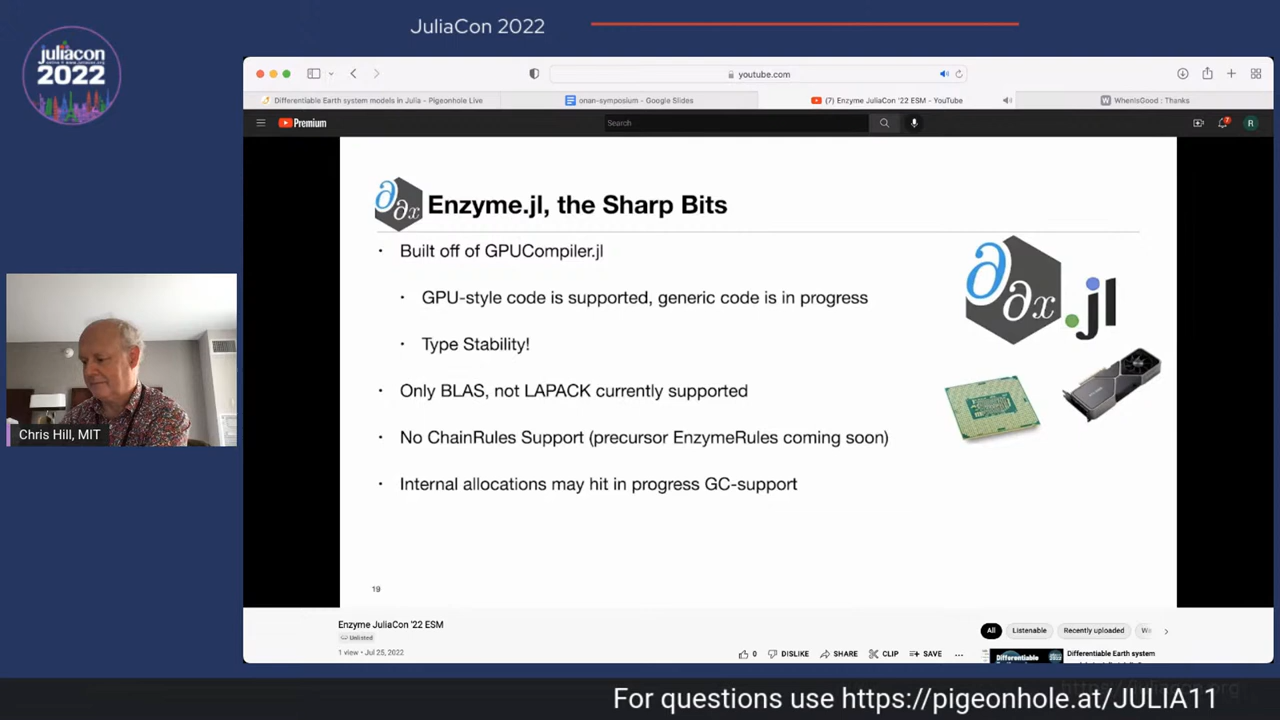 JuliaCon 2022
juliacon
2022
youtube.com
Differentiable Earth system models in Julia - Pigeonhole Live
onan-symposium - Google Slides
(7) Enzyme JuliaCon '22 ESM - YouTube
WhenIsGood : Thanks
Premium
Search
7
R
∂
∂x
Enzyme.jl, the Sharp Bits
• Built off of GPUCompiler.jl
• GPU-style code is supported, generic code is in progress
• Type Stability!
• Only BLAS, not LAPACK currently supported
• No ChainRules Support (precursor EnzymeRules coming soon)
• Internal allocations may hit in progress GC-support
∂
∂x
.jl
19
Chris Hill, MIT
Enzyme JuliaCon '22 ESM
Unlisted
1 view • Jul 25, 2022
0
DISLIKE
SHARE
CLIP
SAVE
...
All
Listenable
Recently uploaded
Differentiable Earth system
For questions use https://pigeonhole.at/JULIA11